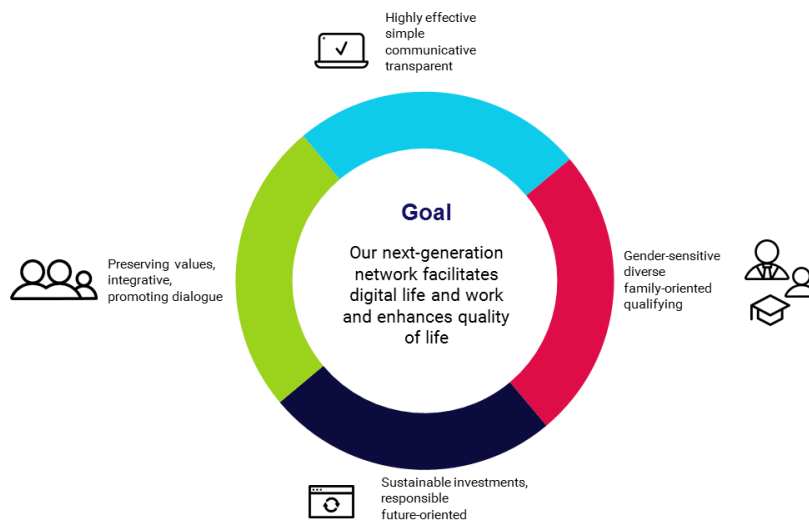 Highly effective
simple
communicative
transparent
Goal
Our next-generation
network facilitates
digital life and work
and enhances quality
of life
Preserving values,
integrative,
promoting dialogue
Gender-sensitive
diverse
family-oriented
qualifying
Sustainable investments,
responsible
future-oriented